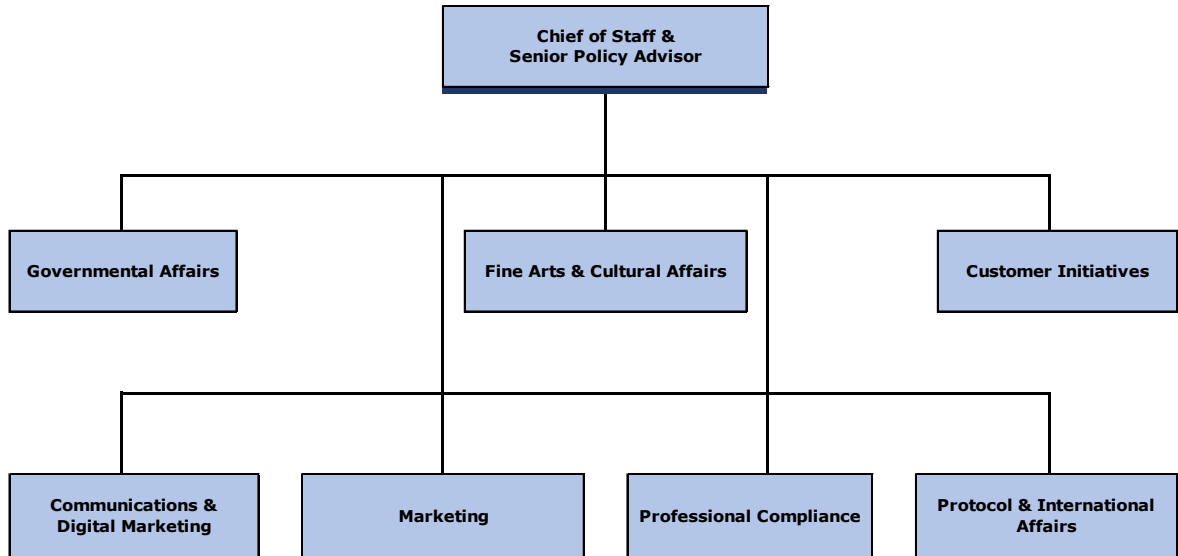 Chief of Staff &
Senior Policy Advisor
Governmental Affairs
Fine Arts & Cultural Affairs
Customer Initiatives
Communications &
Digital Marketing
Marketing
Professional Compliance
Protocol & International
Affairs